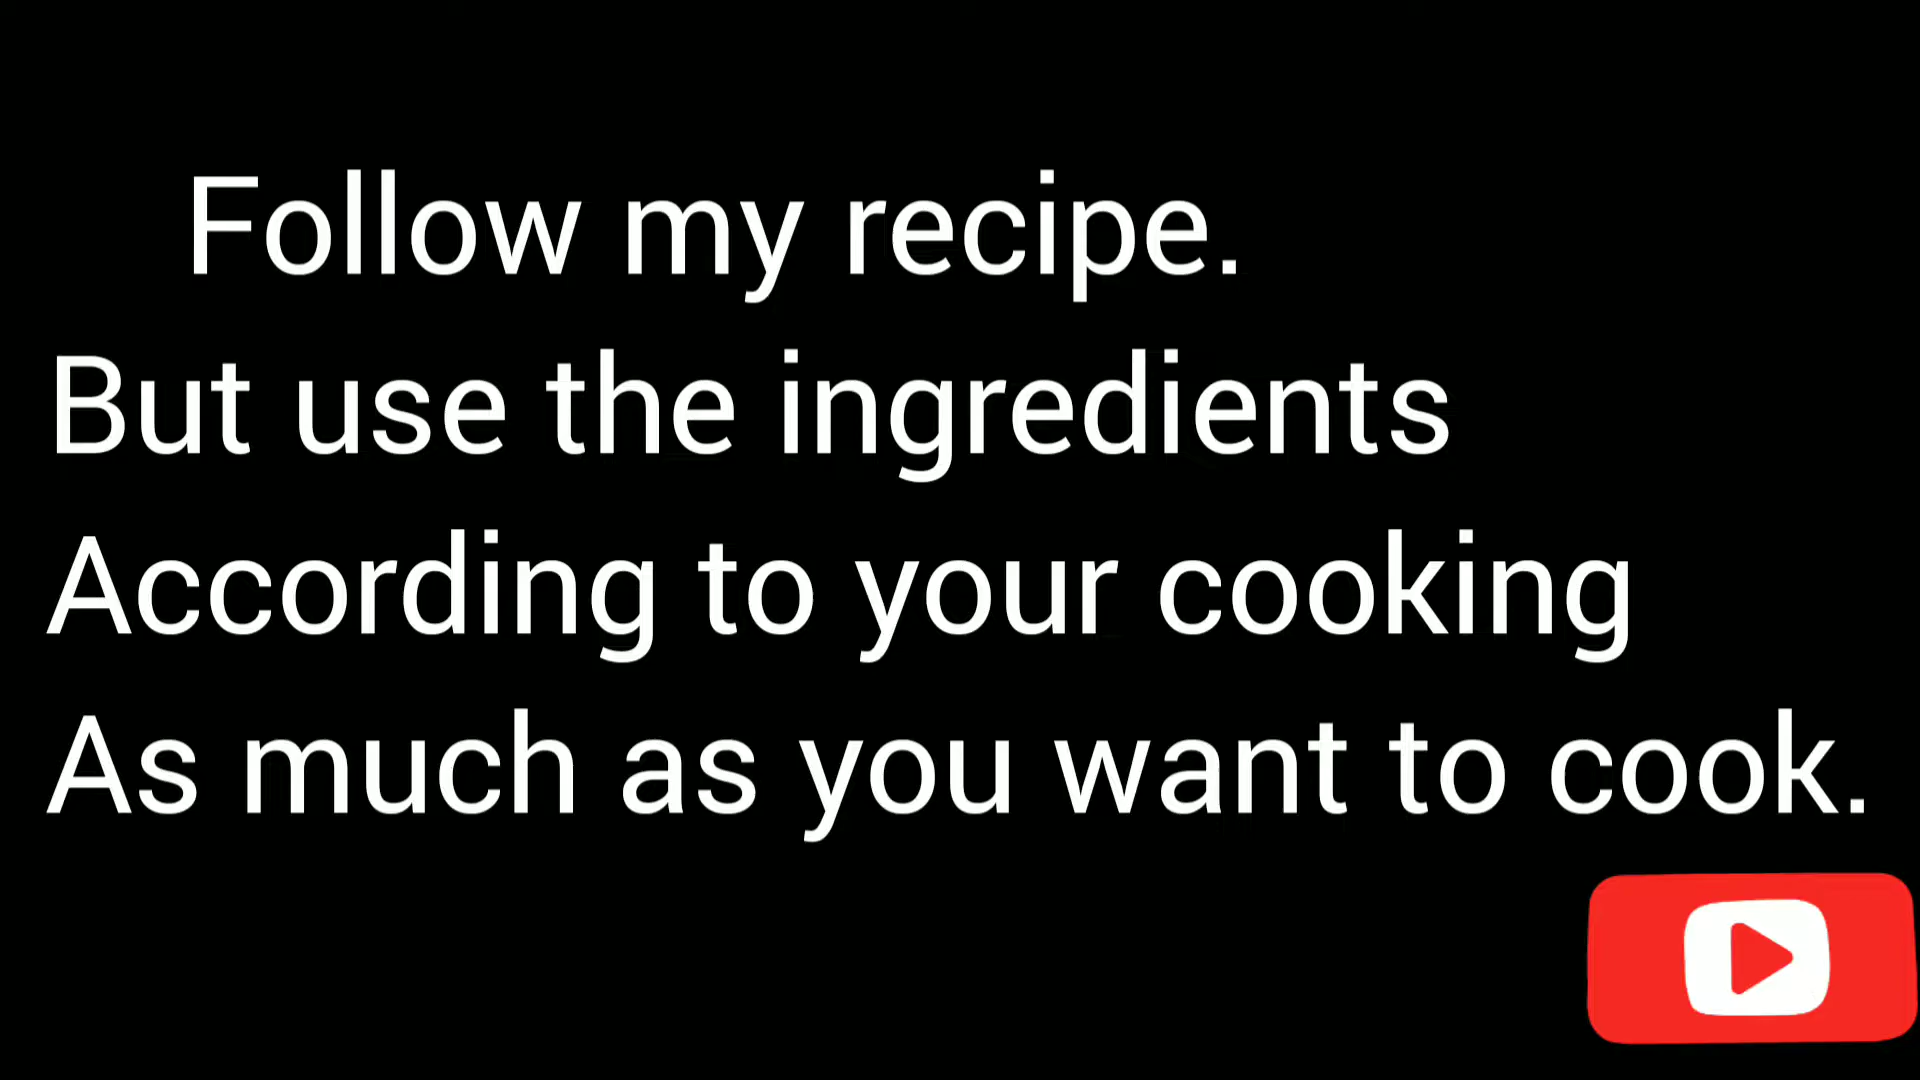 Follow my recipe.
But use the ingredients
According to your cooking
As much as you want to cook.